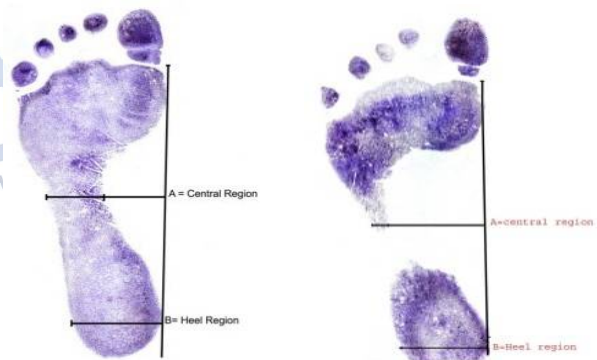 A = Central Region
B= Heel Region
A=central region
B=Heel region